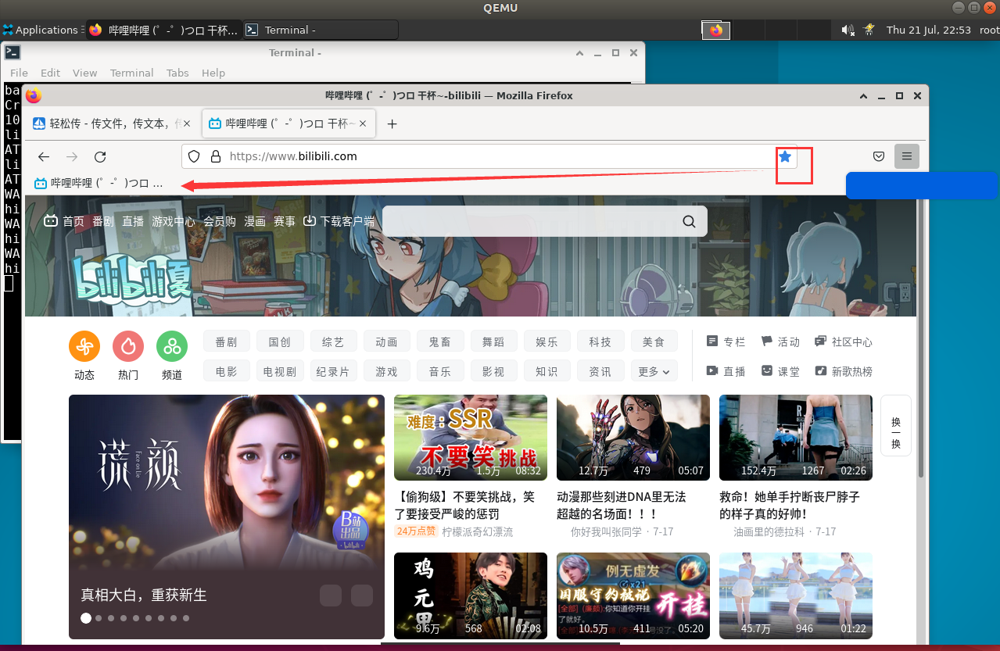 QEMU
Applications
哔哩哔哩 (゜-゜)つロ 干杯...
Terminal -
Thu 21 Jul, 22:53
root
Terminal -
File Edit View Terminal Tabs Help
ba
Cr
10
li
AT
li
AT
WA
hi
WA
hi
WA
hi
哔哩哔哩 (゜-゜)つロ 干杯~-bilibili — Mozilla Firefox
轻松传 - 传文件，传文本，
哔哩哔哩 (゜-゜)つロ 干杯~
https://www.bilibili.com
哔哩哔哩 (゜-゜)つロ ...
首页 番剧 直播 游戏中心 会员购 漫画 赛事 下载客户端
bilibili夏
动态 热门 频道
番剧 国创 综艺 动画 鬼畜 舞蹈 娱乐 科技 美食
电影 电视剧 纪录片 游戏 音乐 影视 知识 资讯 更多
专栏 活动 社区中心
直播 课堂 新歌热榜
谎颜
Face on lie
B站出品
bilibili
真相大白，重获新生
难度:SSR
不要笑挑战
230.4万 1.5万 08:32
【偷狗级】不要笑挑战，笑
了要接受严峻的惩罚
24万点赞 柠檬派奇幻漂流
12.7万 479 05:07
动漫那些刻进DNA里无法
超越的名场面！！！
你好我叫张同学 · 7-17
152.4万 1267 02:26
救命！她单手拧断丧尸脖子
的样子真的好帅！
油画里的德拉科 · 7-17
换一换
鸡元甲
9.6万 568 02:08
例无虚发
x21
国服守约被说
开挂
[全部] (廉颇):你知道你开挂
了就好。
10.5万 411 05:20
45.7万 946 01:22